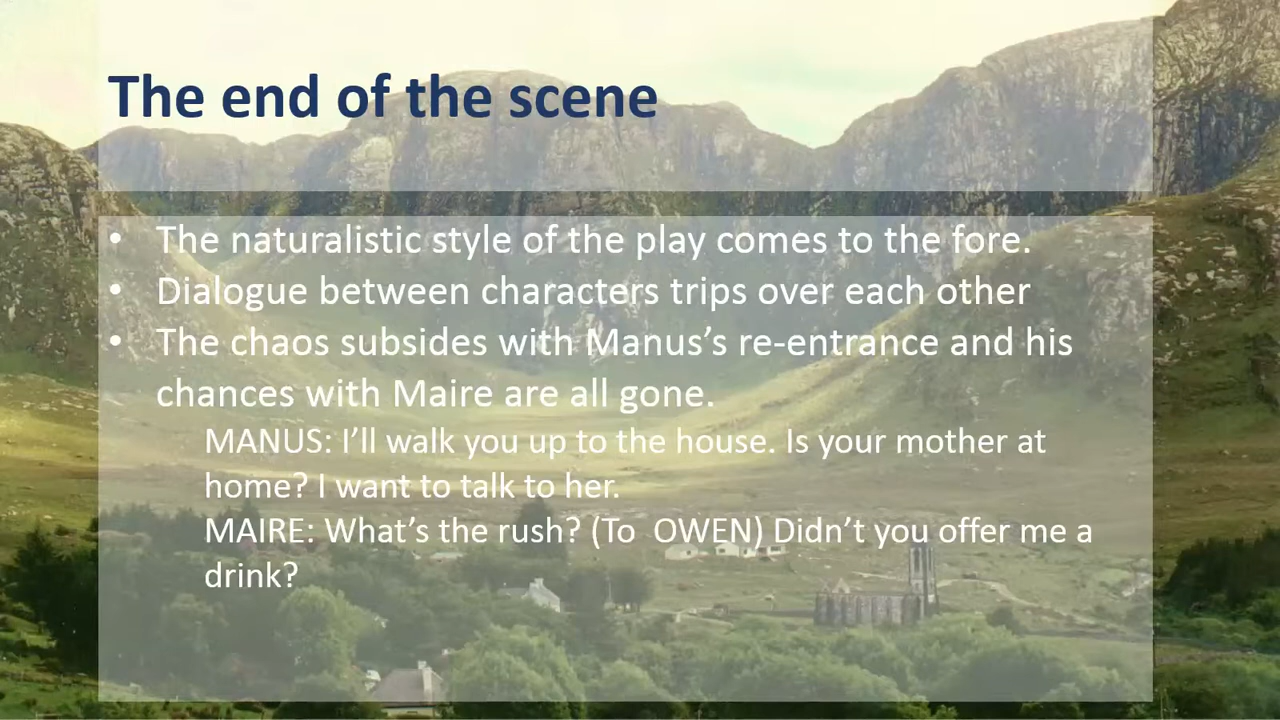 The end of the scene
• The naturalistic style of the play comes to the fore.
• Dialogue between characters trips over each other
• The chaos subsides with Manus’s re-entrance and his
chances with Maire are all gone.
MANUS: I’ll walk you up to the house. Is your mother at
home? I want to talk to her.
MAIRE: What’s the rush? (To  OWEN) Didn’t you offer me a
drink?